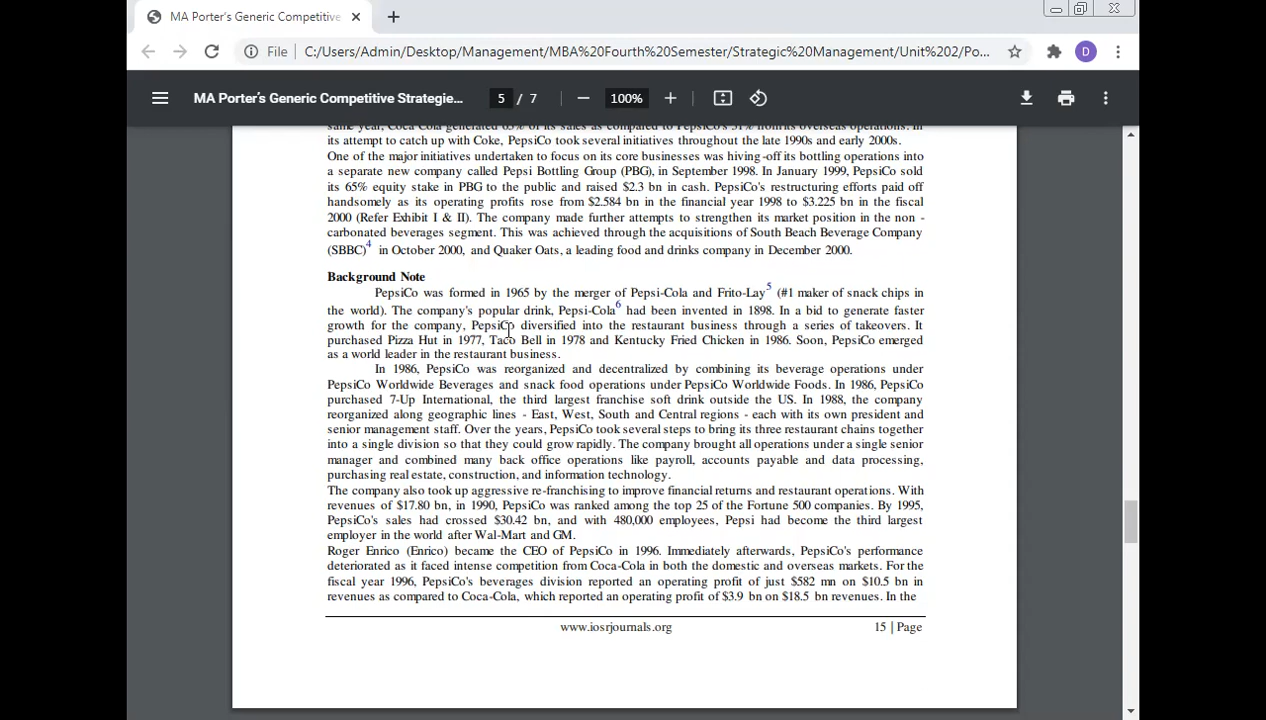 MA Porter's Generic Competitive
File C:/Users/Admin/Desktop/Management/MBA%20Fourth%20Semester/Strategic%20Management/Unit%202/Po...
D
MA Porter's Generic Competitive Strategie...
5 / 7
100%
same year, Coca-Cola generated 65% of its sales as compared to PepsiCo's 31% from its overseas operations. In
its attempt to catch up with Coke, PepsiCo took several initiatives throughout the late 1990s and early 2000s.
One of the major initiatives undertaken to focus on its core businesses was hiving -off its bottling operations into
a separate new company called Pepsi Bottling Group (PBG), in September 1998. In January 1999, PepsiCo sold
its 65% equity stake in PBG to the public and raised $2.3 bn in cash. PepsiCo's restructuring efforts paid off
handsomely as its operating profits rose from $2.584 bn in the financial year 1998 to $3.225 bn in the fiscal
2000 (Refer Exhibit I & II). The company made further attempts to strengthen its market position in the non -
carbonated beverages segment. This was achieved through the acquisitions of South Beach Beverage Company
(SBBC)4 in October 2000, and Quaker Oats, a leading food and drinks company in December 2000.
Background Note
PepsiCo was formed in 1965 by the merger of Pepsi-Cola and Frito-Lay5 (#1 maker of snack chips in
the world). The company's popular drink, Pepsi-Cola6 had been invented in 1898. In a bid to generate faster
growth for the company, PepsiCo diversified into the restaurant business through a series of takeovers. It
purchased Pizza Hut in 1977, Taco Bell in 1978 and Kentucky Fried Chicken in 1986. Soon, PepsiCo emerged
as a world leader in the restaurant business.
In 1986, PepsiCo was reorganized and decentralized by combining its beverage operations under
PepsiCo Worldwide Beverages and snack food operations under PepsiCo Worldwide Foods. In 1986, PepsiCo
purchased 7-Up International, the third largest franchise soft drink outside the US. In 1988, the company
reorganized along geographic lines - East, West, South and Central regions - each with its own president and
senior management staff. Over the years, PepsiCo took several steps to bring its three restaurant chains together
into a single division so that they could grow rapidly. The company brought all operations under a single senior
manager and combined many back office operations like payroll, accounts payable and data processing,
purchasing real estate, construction, and information technology.
The company also took up aggressive re-franchising to improve financial returns and restaurant operations. With
revenues of $17.80 bn, in 1990, PepsiCo was ranked among the top 25 of the Fortune 500 companies. By 1995,
PepsiCo's sales had crossed $30.42 bn, and with 480,000 employees, Pepsi had become the third largest
employer in the world after Wal-Mart and GM.
Roger Enrico (Enrico) became the CEO of PepsiCo in 1996. Immediately afterwards, PepsiCo's performance
deteriorated as it faced intense competition from Coca-Cola in both the domestic and overseas markets. For the
fiscal year 1996, PepsiCo's beverages division reported an operating profit of just $582 mn on $10.5 bn in
revenues as compared to Coca-Cola, which reported an operating profit of $3.9 bn on $18.5 bn revenues. In the
www.iosrjournals.org
15 | Page